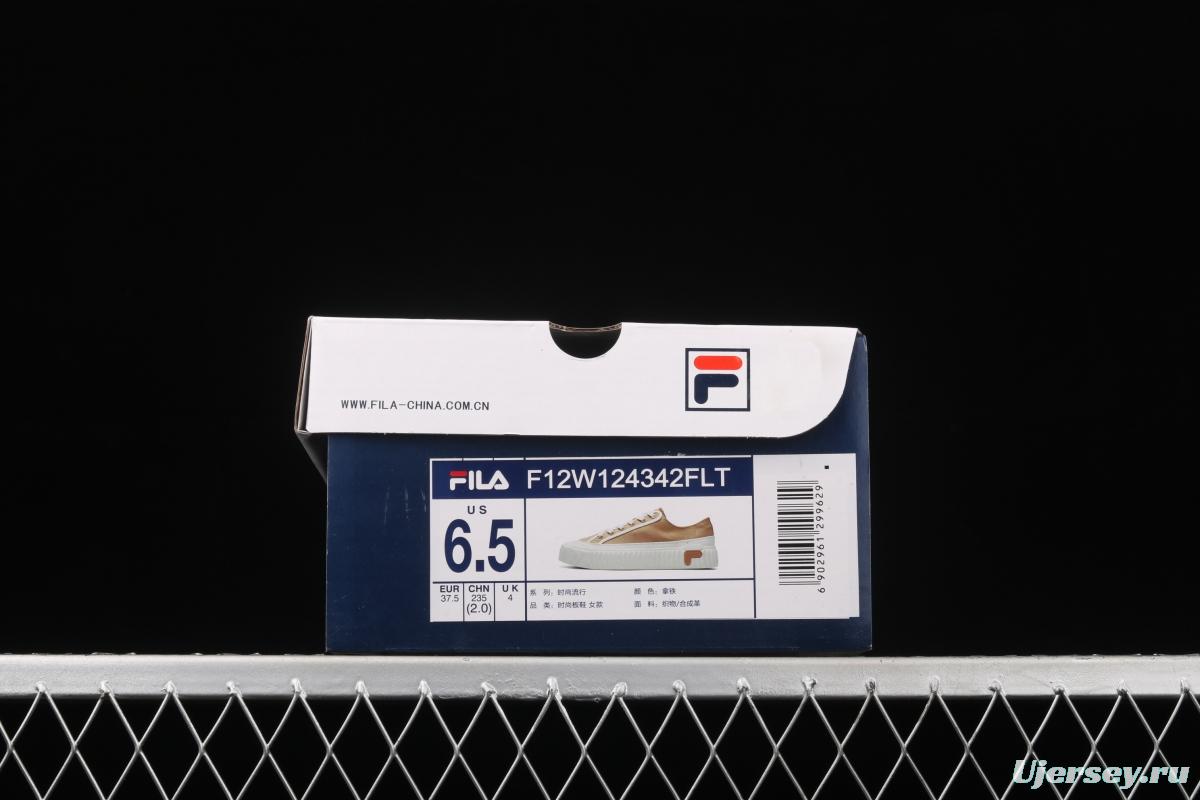 WWW.FILA-CHINA.COM.CN
F
FILA F12W124342FLT
US
6.5
EUR CHN UK
37.5 235 4
(2.0)
系 列: 时尚流行 颜 色: 拿铁
品 类: 时尚板鞋 女款 面 料: 织物/合成革
6902961 299629
Ujersey.ru